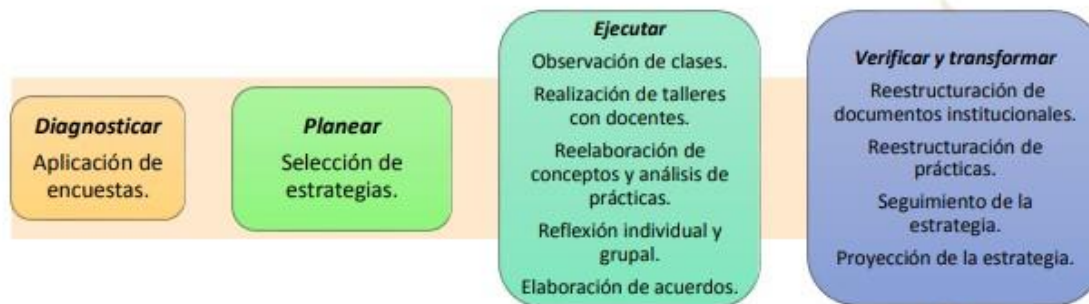 Diagnosticar
Aplicación de
encuestas.
Planear
Selección de
estrategias.
Ejecutar
Observación de clases.
Realización de talleres
con docentes.
Reelaboración de
conceptos y análisis de
prácticas.
Reflexión individual y
grupal.
Elaboración de acuerdos.
Verificar y transformar
Reestructuración de
documentos institucionales.
Reestructuración de
prácticas.
Seguimiento de la
estrategia.
Proyección de la estrategia.